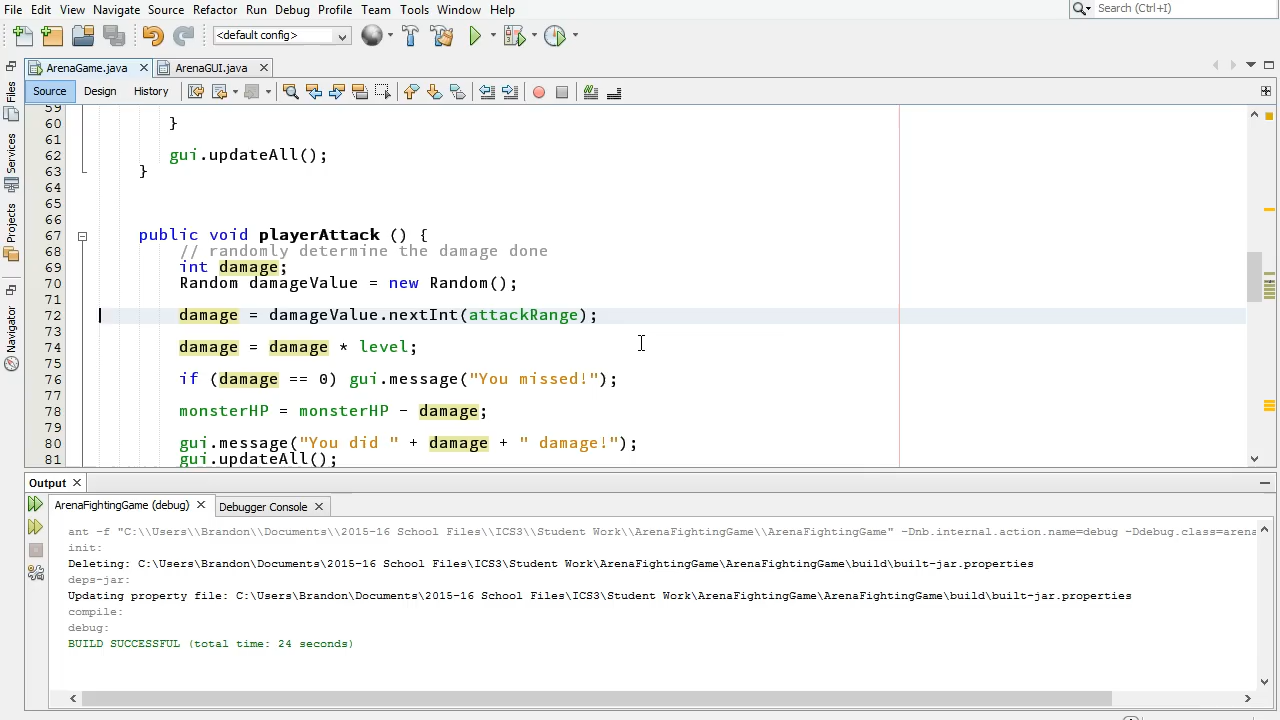 File Edit View Navigate Source Refactor Run Debug Profile Team Tools Window Help Search (Ctrl+I)
<default config>
ArenaGame.java ArenaGUI.java
Source Design History
Files
Services
Projects
Navigator
59
60 }
61
62 gui.updateAll();
63 }
64
65
66
67 public void playerAttack () {
68 // randomly determine the damage done
69 int damage;
70 Random damageValue = new Random();
71
72 damage = damageValue.nextInt(attackRange);
73
74 damage = damage * level;
75
76 if (damage == 0) gui.message("You missed!");
77
78 monsterHP = monsterHP - damage;
79
80 gui.message("You did " + damage + " damage!");
81 gui.updateAll();
Output
ArenaFightingGame (debug) Debugger Console
ant -f "C:\\Users\\Brandon\\Documents\\2015-16 School Files\\ICS3\\Student Work\\ArenaFightingGame\\ArenaFightingGame" -Dnb.internal.action.name=debug -Ddebug.class=arena
init:
Deleting: C:\Users\Brandon\Documents\2015-16 School Files\ICS3\Student Work\ArenaFightingGame\ArenaFightingGame\build\built-jar.properties
deps-jar:
Updating property file: C:\Users\Brandon\Documents\2015-16 School Files\ICS3\Student Work\ArenaFightingGame\ArenaFightingGame\build\built-jar.properties
compile:
debug:
BUILD SUCCESSFUL (total time: 24 seconds)